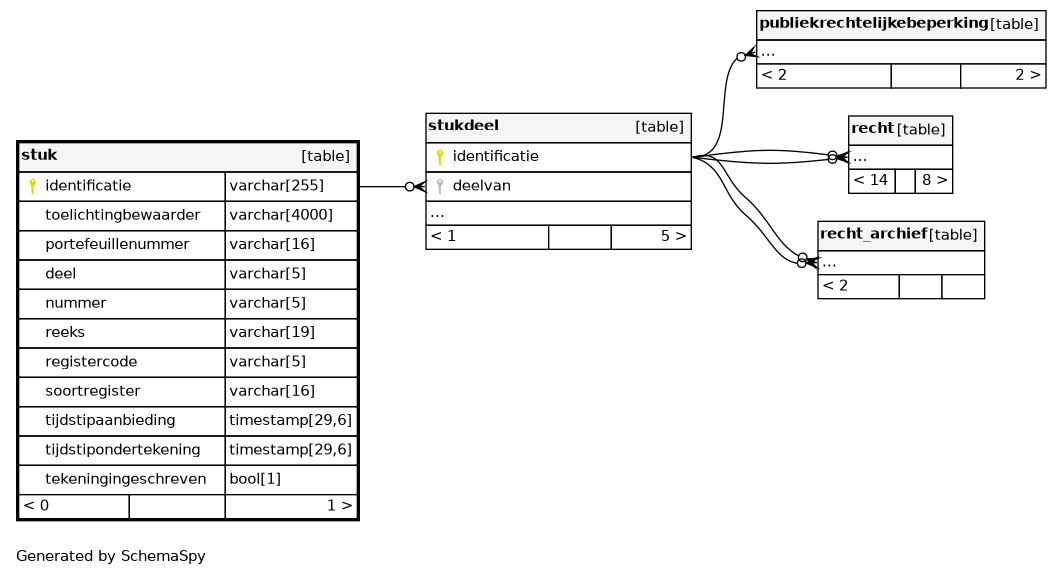 publiekrechtelijkebeperking [table]
...
< 2 2 >
stukdeel [table]
identificatie
deelvan
...
< 1 5 >
recht [table]
...
< 14 8 >
recht_archief [table]
...
< 2
stuk [table]
identificatie varchar[255]
toelichtingbewaarder varchar[4000]
portefeuillenummer varchar[16]
deel varchar[5]
nummer varchar[5]
reeks varchar[19]
registercode varchar[5]
soortregister varchar[16]
tijdstipaanbieding timestamp[29,6]
tijdstipondertekening timestamp[29,6]
tekeningingeschreven bool[1]
< 0 1 >
Generated by SchemaSpy